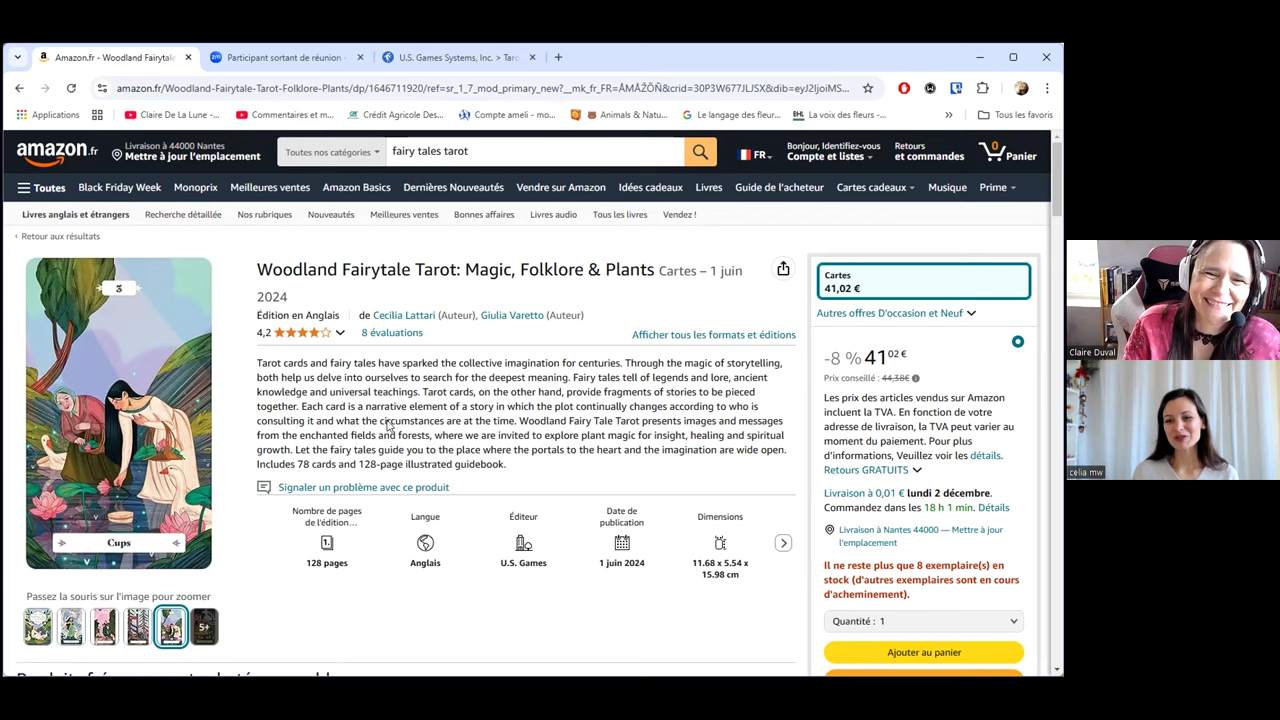 Amazon.fr - Woodland Fairytale
Participant sortant de réunion -
U.S. Games Systems, Inc. > Taro
amazon.fr/Woodland-Fairytale-Tarot-Folklore-Plants/dp/1646711920/ref=sr_1_7_mod_primary_new?__mk_fr_FR=ÅMÅŽÕÑ&crid=30P3W677JLJSX&dib=eyJ2IjoiMS...
Applications
Claire De La Lune -...
Commentaires et m...
Crédit Agricole Des...
Compte ameli - mo...
Animals & Natu...
Le langage des fleur...
BHL
La voix des fleurs -...
Tous les favoris
amazon.fr
Livraison à 44000 Nantes
Mettre à jour l'emplacement
Toutes nos catégories
fairy tales tarot
FR
Bonjour, Identifiez-vous
Compte et listes
Retours
et commandes
0
Panier
Toutes
Black Friday Week
Monoprix
Meilleures ventes
Amazon Basics
Dernières Nouveautés
Vendre sur Amazon
Idées cadeaux
Livres
Guide de l'acheteur
Cartes cadeaux
Musique
Prime
Livres anglais et étrangers
Recherche détaillée
Nos rubriques
Nouveautés
Meilleures ventes
Bonnes affaires
Livres audio
Tous les livres
Vendez !
‹ Retour aux résultats
3
Cups
Passez la souris sur l'image pour zoomer
5+
Woodland Fairytale Tarot: Magic, Folklore & Plants Cartes – 1 juin
2024
Édition en Anglais
de Cecilia Lattari (Auteur), Giulia Varetto (Auteur)
4,2
8 évaluations
Afficher tous les formats et éditions
Tarot cards and fairy tales have sparked the collective imagination for centuries. Through the magic of storytelling,
both help us delve into ourselves to search for the deepest meaning. Fairy tales tell of legends and lore, ancient
knowledge and universal teachings. Tarot cards, on the other hand, provide fragments of stories to be pieced
together. Each card is a narrative element of a story in which the plot continually changes according to who is
consulting it and what the circumstances are at the time. Woodland Fairy Tale Tarot presents images and messages
from the enchanted fields and forests, where we are invited to explore plant magic for insight, healing and spiritual
growth. Let the fairy tales guide you to the place where the portals to the heart and the imagination are wide open.
Includes 78 cards and 128-page illustrated guidebook.
Signaler un problème avec ce produit
Nombre de pages
de l'édition...
128 pages
Langue
Anglais
Éditeur
U.S. Games
Date de
publication
1 juin 2024
Dimensions
11.68 x 5.54 x
15.98 cm
Cartes
41,02 €
Autres offres D'occasion et Neuf
-8 % 41,02 €
Prix conseillé : 44,38€
Les prix des articles vendus sur Amazon
incluent la TVA. En fonction de votre
adresse de livraison, la TVA peut varier
au moment du paiement. Pour plus
d'informations, Veuillez voir les détails.
Retours GRATUITS
Livraison à 0,01 € lundi 2 décembre.
Commandez dans les 18 h 1 min. Détails
Livraison à Nantes 44000 — Mettre à jour
l'emplacement
Il ne reste plus que 8 exemplaire(s) en
stock (d'autres exemplaires sont en cours
d'acheminement).
Quantité : 1
Ajouter au panier
Claire Duval
celia mw